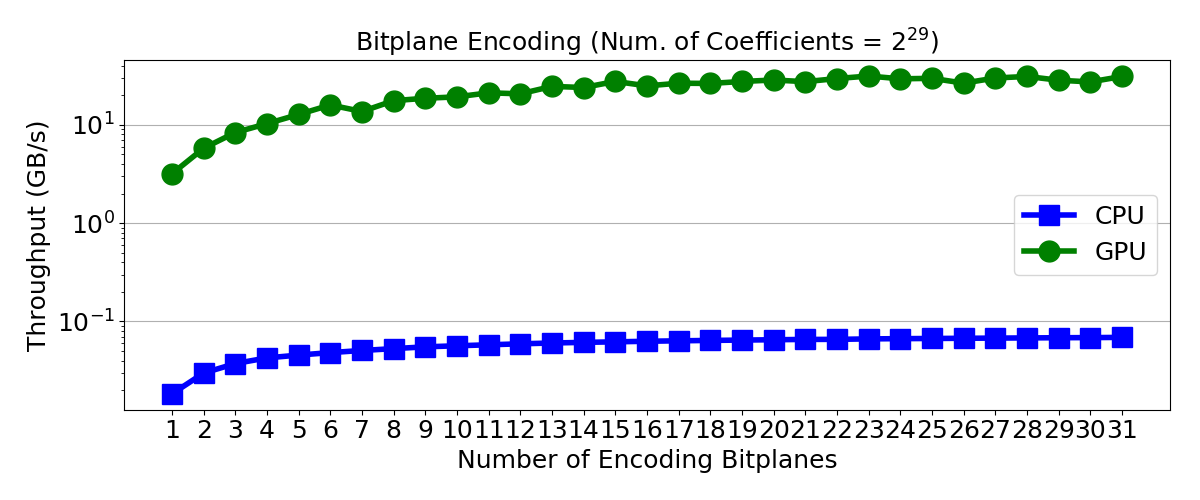 Bitplane Encoding (Num. of Coefficients = 2^29)
Throughput (GB/s)
10^1
10^0
10^−1
CPU
GPU
1 2 3 4 5 6 7 8 9 10 11 12 13 14 15 16 17 18 19 20 21 22 23 24 25 26 27 28 29 30 31
Number of Encoding Bitplanes